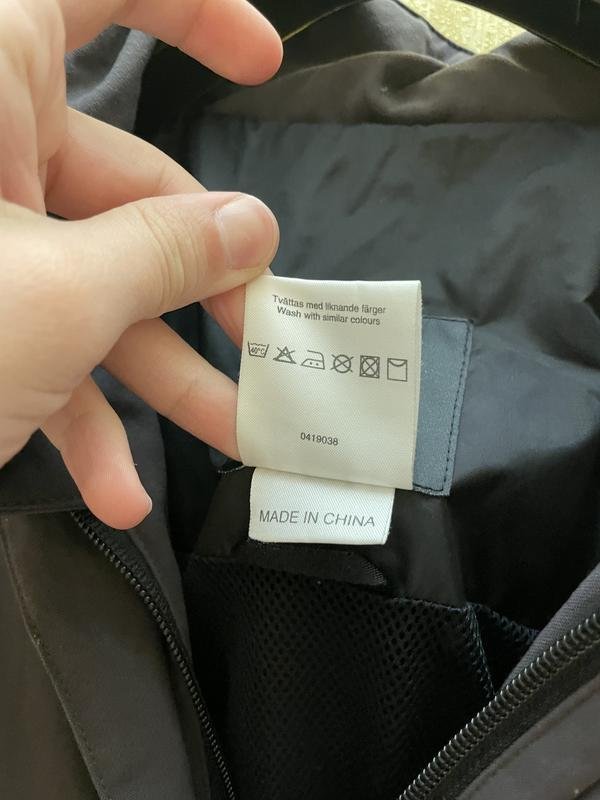 Tvättas med liknande färger
Wash with similar colours
40°C
0419038
MADE IN CHINA